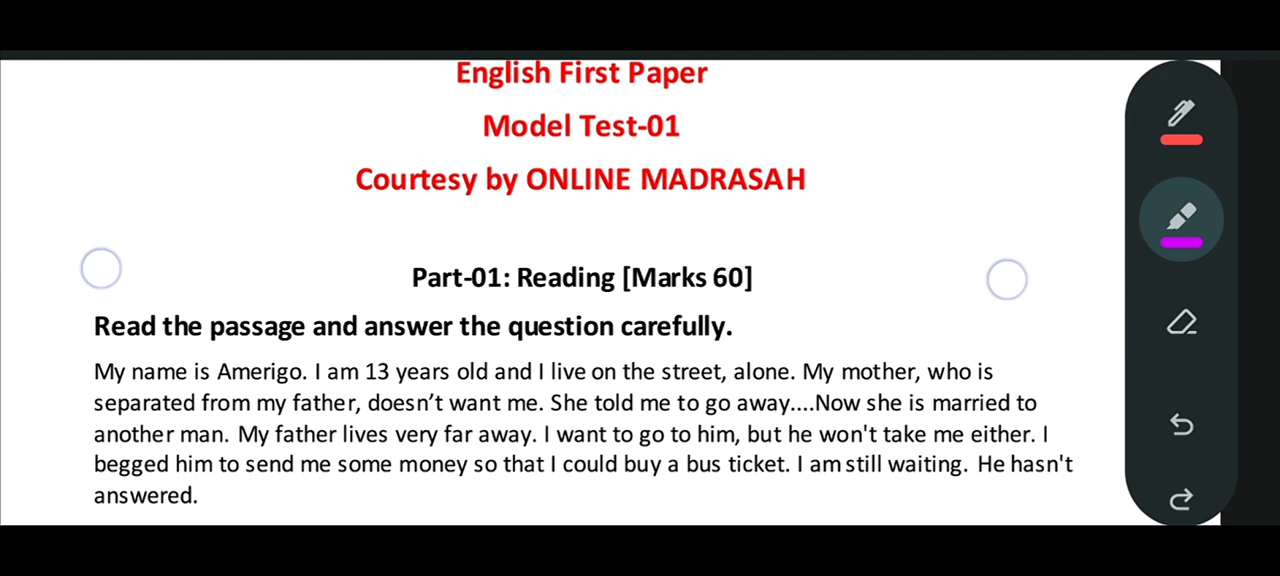 English First Paper
Model Test-01
Courtesy by ONLINE MADRASAH
Part-01: Reading [Marks 60]
Read the passage and answer the question carefully.
My name is Amerigo. I am 13 years old and I live on the street, alone. My mother, who is
separated from my father, doesn’t want me. She told me to go away....Now she is married to
another man. My father lives very far away. I want to go to him, but he won't take me either. I
begged him to send me some money so that I could buy a bus ticket. I am still waiting. He hasn't
answered.